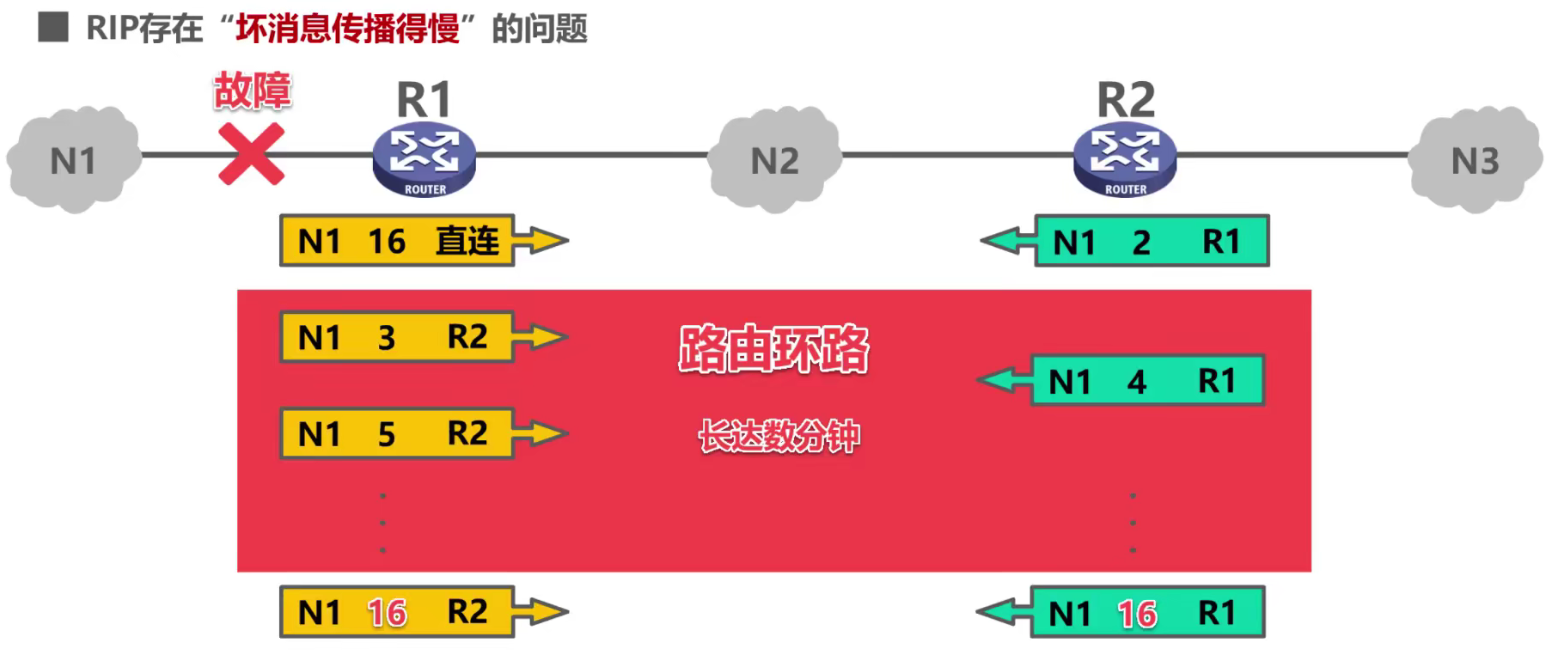 RIP存在“坏消息传播得慢”的问题
故障
R1
R2
N1
N2
N3
ROUTER
ROUTER
N1 16 直连
N1 2 R1
N1 3 R2
路由环路
N1 4 R1
N1 5 R2
长达数分钟
N1 16 R2
N1 16 R1